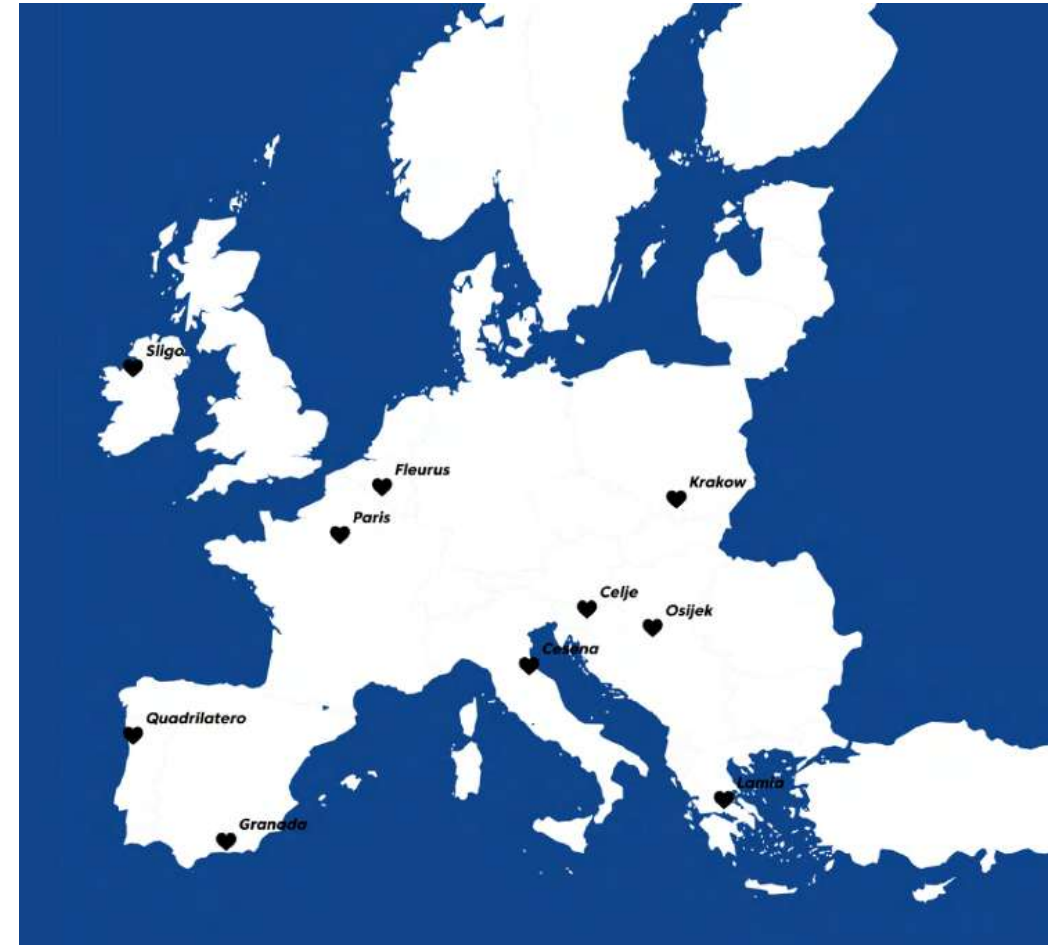 Sligo
Fleurus
Krakow
Paris
Celje
Osijek
Cesena
Quadrilatero
Lamia
Granada